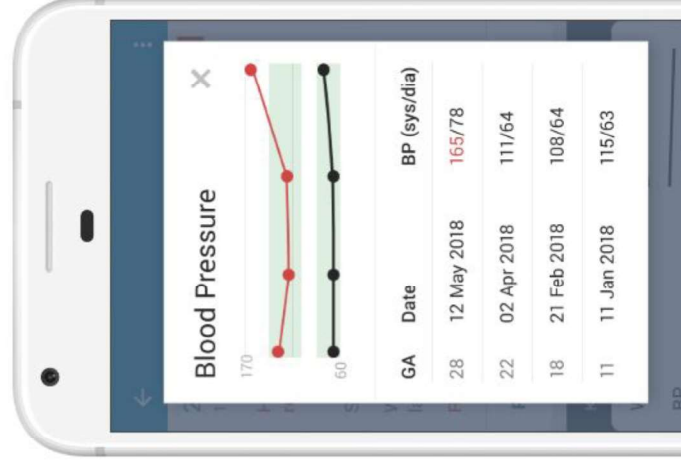 Blood Pressure ×
170
60
GA Date BP (sys/dia)
28 12 May 2018 165/78
22 02 Apr 2018 111/64
18 21 Feb 2018 108/64
11 11 Jan 2018 115/63